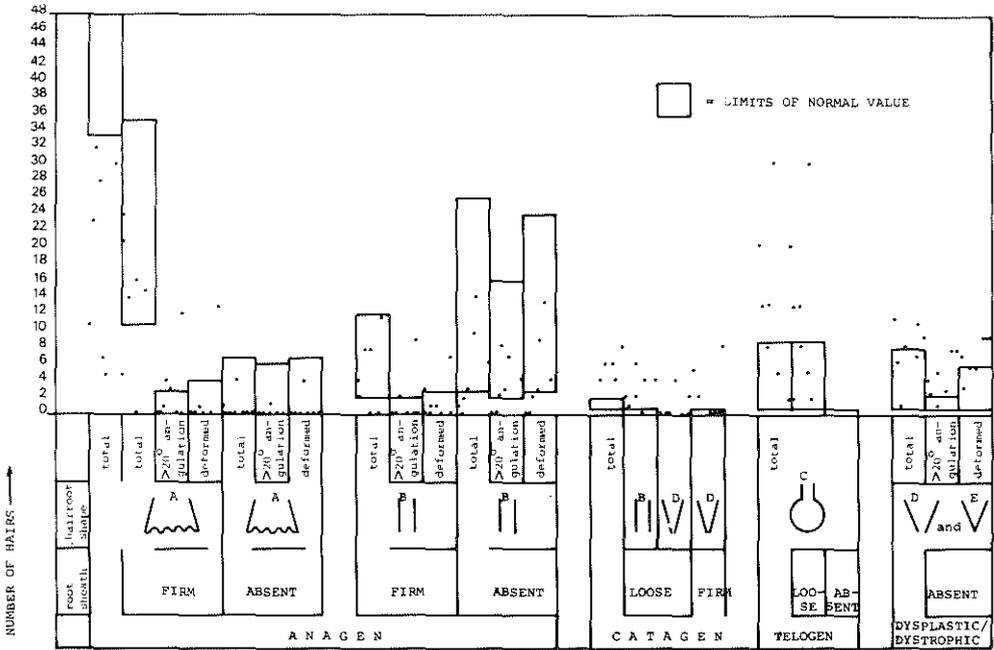 48
46
44
42
40
38
36
34
32
30
28
26
24
22
20
18
16
14
12
10
8
6
4
2
0
NUMBER OF HAIRS
= LIMITS OF NORMAL VALUE
total
total
>20° an-
gulation
deformed
total
>20° an-
gulation
deformed
total
>20° an-
gulation
deformed
total
>20° an-
gulation
deformed
total
total
total
>20° an-
gulation
deformed
hairroot
shape
A
A
B
B
B
D
D
C
D
and
E
root
sheath
FIRM
ABSENT
FIRM
ABSENT
LOOSE
FIRM
LOO-
SE
AB-
SENT
ABSENT
ANAGEN
CATAGEN
TELOGEN
DYSPLASTIC/
DYSTROPHIC